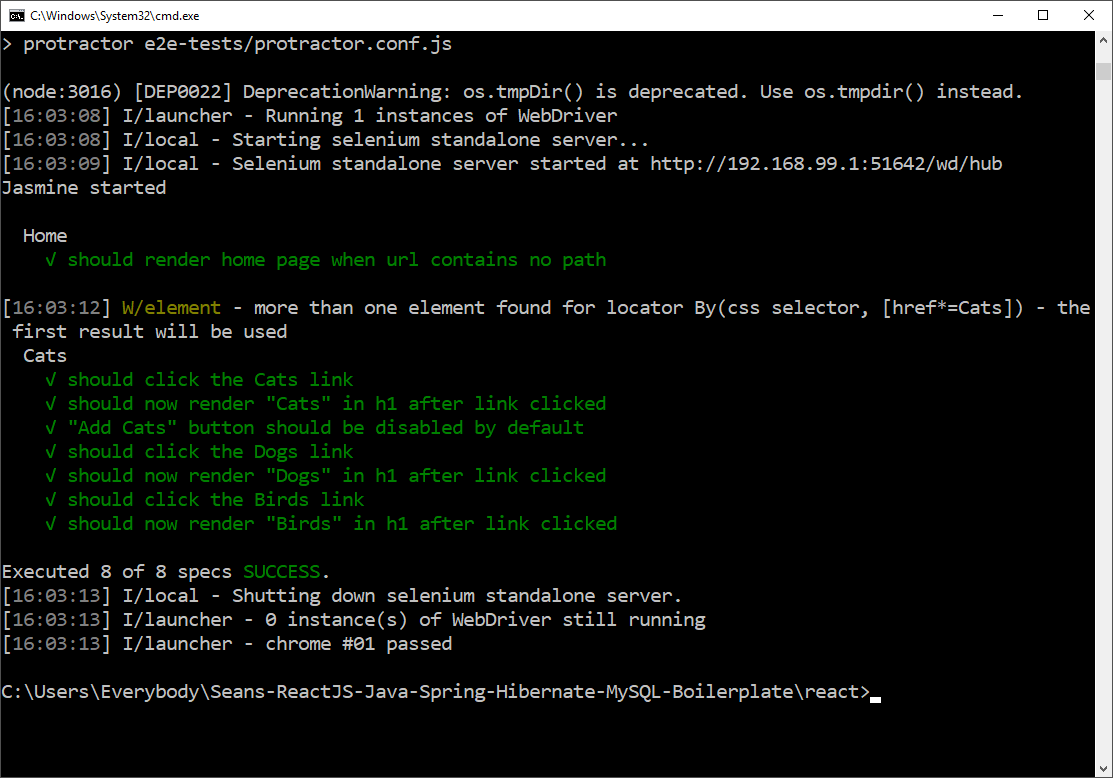 C:\Windows\System32\cmd.exe
> protractor e2e-tests/protractor.conf.js
(node:3016) [DEP0022] DeprecationWarning: os.tmpDir() is deprecated. Use os.tmpdir() instead.
[16:03:08] I/launcher - Running 1 instances of WebDriver
[16:03:08] I/local - Starting selenium standalone server...
[16:03:09] I/local - Selenium standalone server started at http://192.168.99.1:51642/wd/hub
Jasmine started
Home
√ should render home page when url contains no path
[16:03:12] W/element - more than one element found for locator By(css selector, [href*=Cats]) - the
first result will be used
Cats
√ should click the Cats link
√ should now render "Cats" in h1 after link clicked
√ "Add Cats" button should be disabled by default
√ should click the Dogs link
√ should now render "Dogs" in h1 after link clicked
√ should click the Birds link
√ should now render "Birds" in h1 after link clicked
Executed 8 of 8 specs SUCCESS.
[16:03:13] I/local - Shutting down selenium standalone server.
[16:03:13] I/launcher - 0 instance(s) of WebDriver still running
[16:03:13] I/launcher - chrome #01 passed
C:\Users\Everybody\Seans-ReactJS-Java-Spring-Hibernate-MySQL-Boilerplate\react>